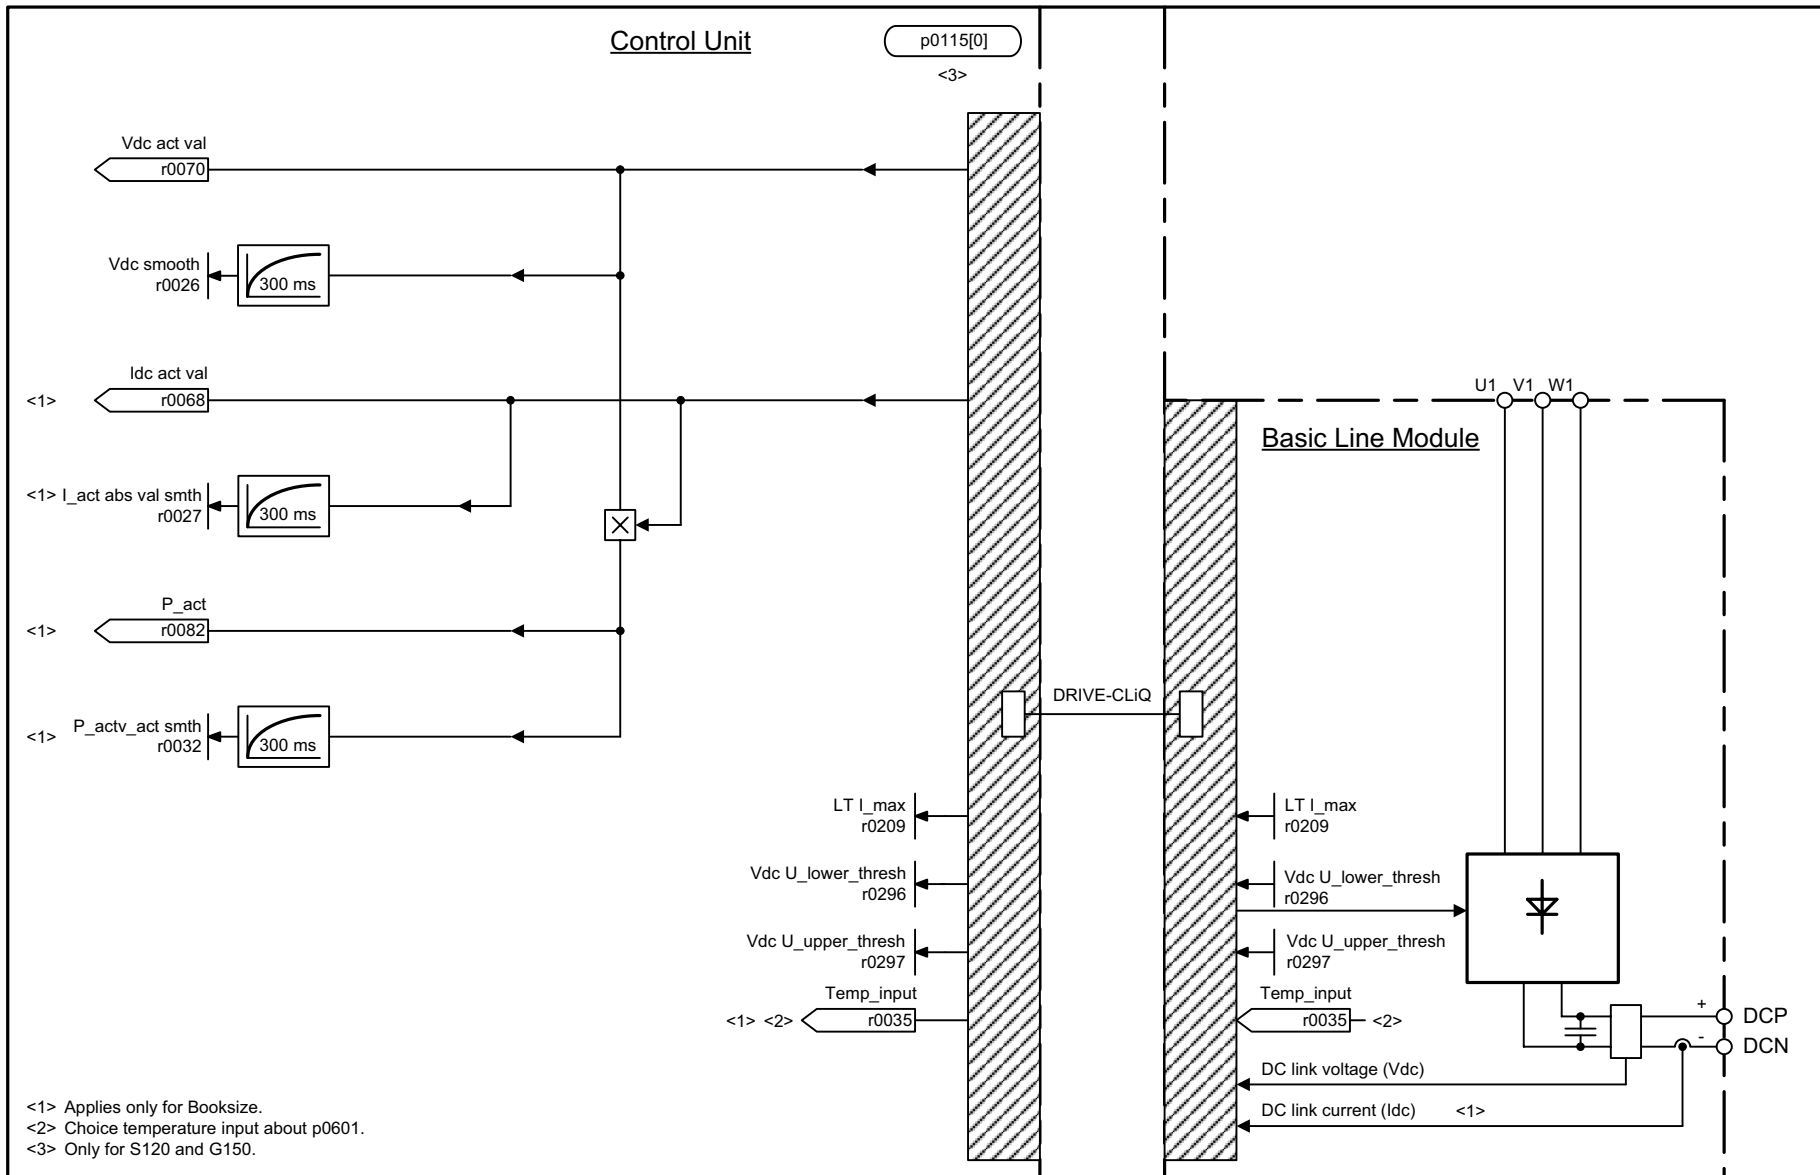 Control Unit
p0115[0]
<3>
Vdc act val
r0070
Vdc smooth
r0026
300 ms
Idc act val
<1>
r0068
U1 V1 W1
Basic Line Module
<1> I_act abs val smth
r0027
300 ms
P_act
<1>
r0082
DRIVE-CLiQ
P_actv_act smth
<1>
r0032
300 ms
LT I_max
r0209
LT I_max
r0209
Vdc U_lower_thresh
r0296
Vdc U_lower_thresh
r0296
Vdc U_upper_thresh
r0297
Vdc U_upper_thresh
r0297
Temp_input
<1> <2>
r0035
Temp_input
r0035
<2>
+
DCP
-
DCN
DC link voltage (Vdc)
DC link current (Idc) <1>
<1> Applies only for Booksize.
<2> Choice temperature input about p0601.
<3> Only for S120 and G150.